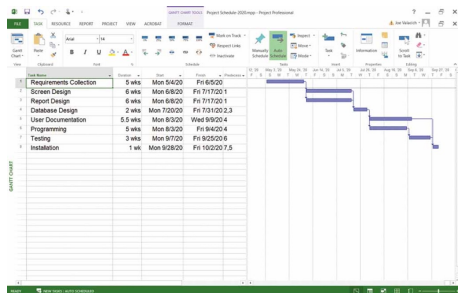 GANTT CHART TOOLS Project Schedule 2020.mpp - Project Professional
FILE TASK RESOURCE REPORT PROJECT VIEW ACROBAT FORMAT
Joe Valacich
Gantt Chart
Paste
Arial 14
B I U
Mark on Track
Respect Links
Inactivate
Manually Schedule
Auto Schedule
Inspect
Move
Mode
Task
Information
Scroll to Task
View Clipboard Font Schedule Tasks Insert Properties Editing
Task Name Duration Start Finish Predecessors
1 Requirements Collection 5 wks Mon 5/4/20 Fri 6/5/20
2 Screen Design 6 wks Mon 6/8/20 Fri 7/17/20 1
3 Report Design 6 wks Mon 6/8/20 Fri 7/17/20 1
4 Database Design 2 wks Mon 7/20/20 Fri 7/31/20 2,3
5 User Documentation 5.5 wks Mon 8/3/20 Wed 9/9/20 4
6 Programming 5 wks Mon 8/3/20 Fri 9/4/20 4
7 Testing 3 wks Mon 9/7/20 Fri 9/25/20 6
8 Installation 1 wk Mon 9/28/20 Fri 10/2/20 7,5
GANTT CHART
READY NEW TASKS : AUTO SCHEDULED